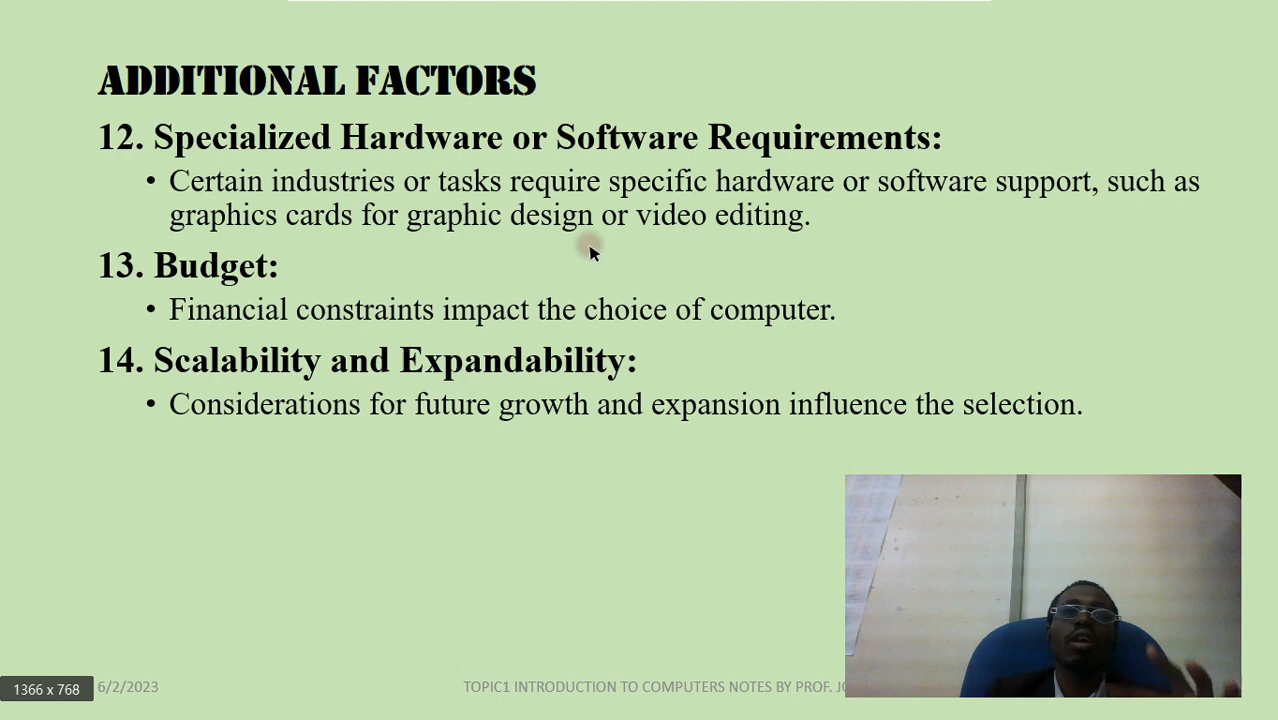 ADDITIONAL FACTORS
12. Specialized Hardware or Software Requirements:
• Certain industries or tasks require specific hardware or software support, such as
graphics cards for graphic design or video editing.
13. Budget:
• Financial constraints impact the choice of computer.
14. Scalability and Expandability:
• Considerations for future growth and expansion influence the selection.
1366 x 768
6/2/2023
TOPIC1 INTRODUCTION TO COMPUTERS NOTES BY PROF.